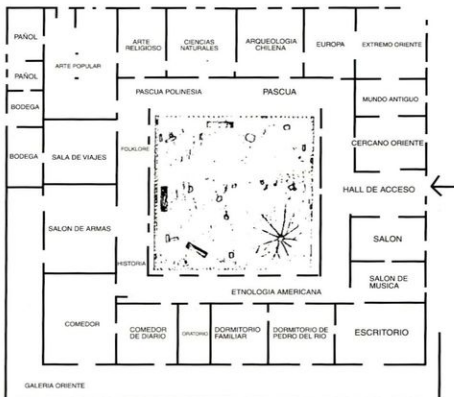 PAÑOL
ARTE
RELIGIOSO
CIENCIAS
NATURALES
ARQUEOLOGIA
CHILENA
EUROPA
EXTREMO ORIENTE
PAÑOL
ARTE POPULAR
PASCUA POLINESIA
PASCUA
MUNDO ANTIGUO
BODEGA
CERCANO ORIENTE
BODEGA
SALA DE VIAJES
FOLKLORE
HALL DE ACCESO
SALON DE ARMAS
SALON
HISTORIA
SALON DE
MUSICA
ETNOLOGIA AMERICANA
COMEDOR
COMEDOR
DE DIARIO
ORATORIO
DORMITORIO
FAMILIAR
DORMITORIO DE
PEDRO DEL RIO
ESCRITORIO
GALERIA ORIENTE